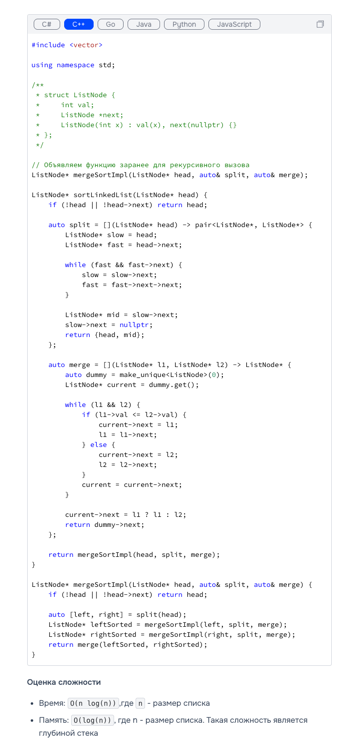 C#
C++
Go
Java
Python
JavaScript
#include <vector>
using namespace std;
/**
* struct ListNode {
*     int val;
*     ListNode *next;
*     ListNode(int x) : val(x), next(nullptr) {}
* };
*/
// Объявляем функцию заранее для рекурсивного вызова
ListNode* mergeSortImpl(ListNode* head, auto& split, auto& merge);
ListNode* sortLinkedList(ListNode* head) {
    if (!head || !head->next) return head;
    auto split = [](ListNode* head) -> pair<ListNode*, ListNode*> {
        ListNode* slow = head;
        ListNode* fast = head->next;
        while (fast && fast->next) {
            slow = slow->next;
            fast = fast->next->next;
        }
        ListNode* mid = slow->next;
        slow->next = nullptr;
        return {head, mid};
    };
    auto merge = [](ListNode* l1, ListNode* l2) -> ListNode* {
        auto dummy = make_unique<ListNode>(0);
        ListNode* current = dummy.get();
        while (l1 && l2) {
            if (l1->val <= l2->val) {
                current->next = l1;
                l1 = l1->next;
            } else {
                current->next = l2;
                l2 = l2->next;
            }
            current = current->next;
        }
        current->next = l1 ? l1 : l2;
        return dummy->next;
    };
    return mergeSortImpl(head, split, merge);
}
ListNode* mergeSortImpl(ListNode* head, auto& split, auto& merge) {
    if (!head || !head->next) return head;
    auto [left, right] = split(head);
    ListNode* leftSorted = mergeSortImpl(left, split, merge);
    ListNode* rightSorted = mergeSortImpl(right, split, merge);
    return merge(leftSorted, rightSorted);
}
Оценка сложности
• Время: O(n log(n)) ,где n - размер списка
• Память: O(log(n)) , где n - размер списка. Такая сложность является
глубиной стека